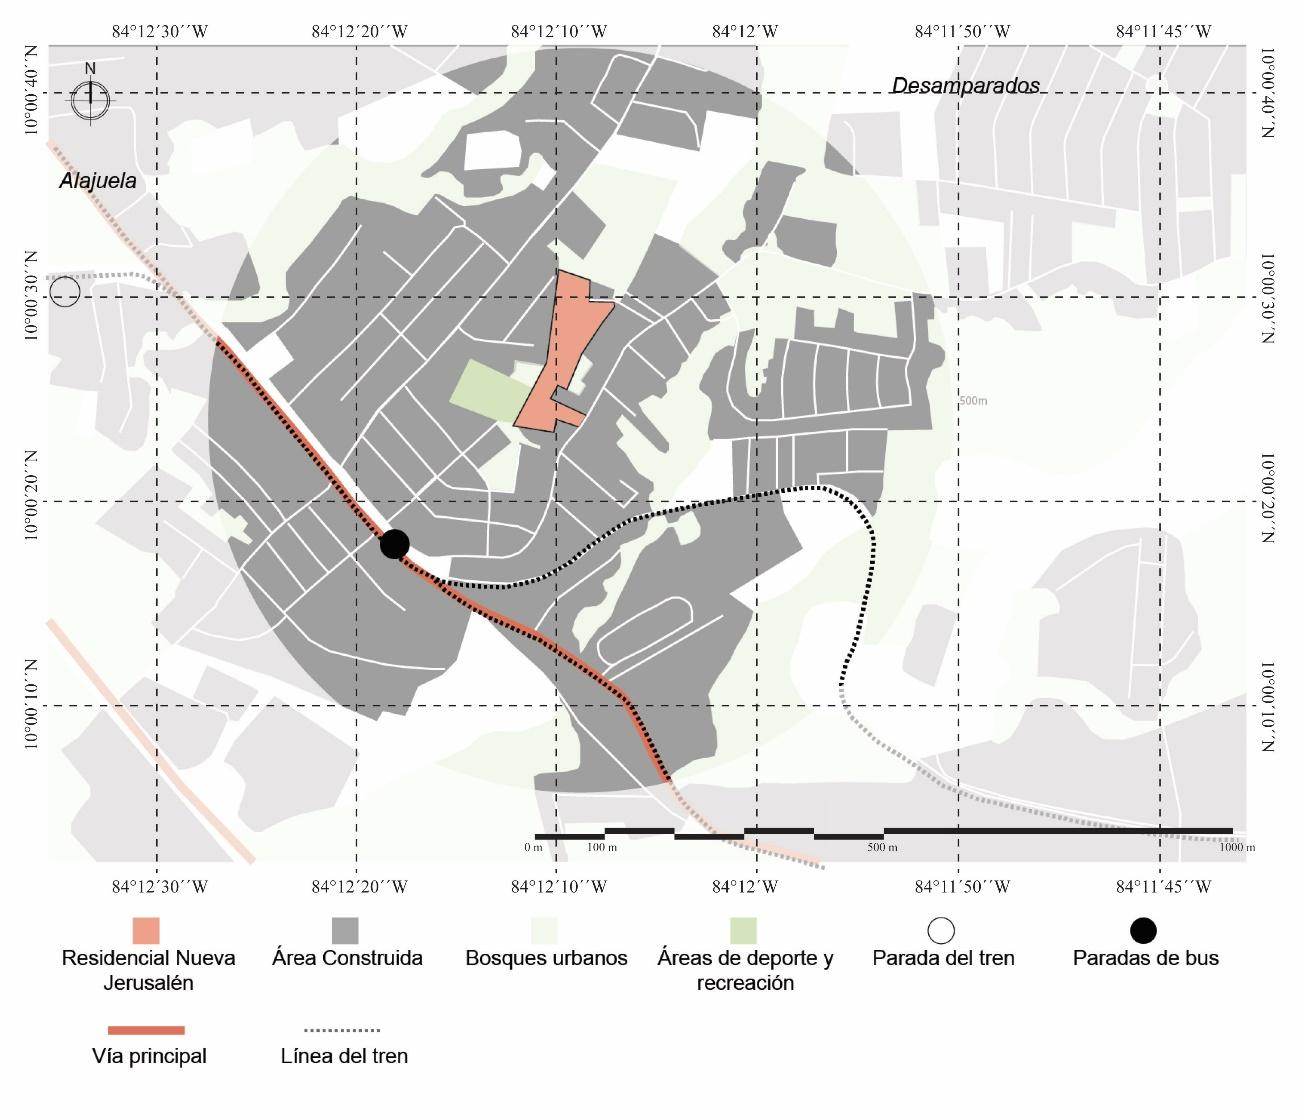 84°12´30´´W 84°12´20´´W 84°12´10´´W 84°12´W 84°11´50´´W 84°11´45´´W
10°00´40´´N
N
Desamparados
10°00´40´´N
Alajuela
10°00´30´´N
10°00´30´´N
500m
10°00´20´´N
10°00´20´´N
10°00´10´´N
10°00´10´´N
0 m 100 m 500 m 1000 m
84°12´30´´W 84°12´20´´W 84°12´10´´W 84°12´W 84°11´50´´W 84°11´45´´W
Residencial Nueva Jerusalén
Área Construida
Bosques urbanos
Áreas de deporte y recreación
Parada del tren
Paradas de bus
Vía principal
Línea del tren